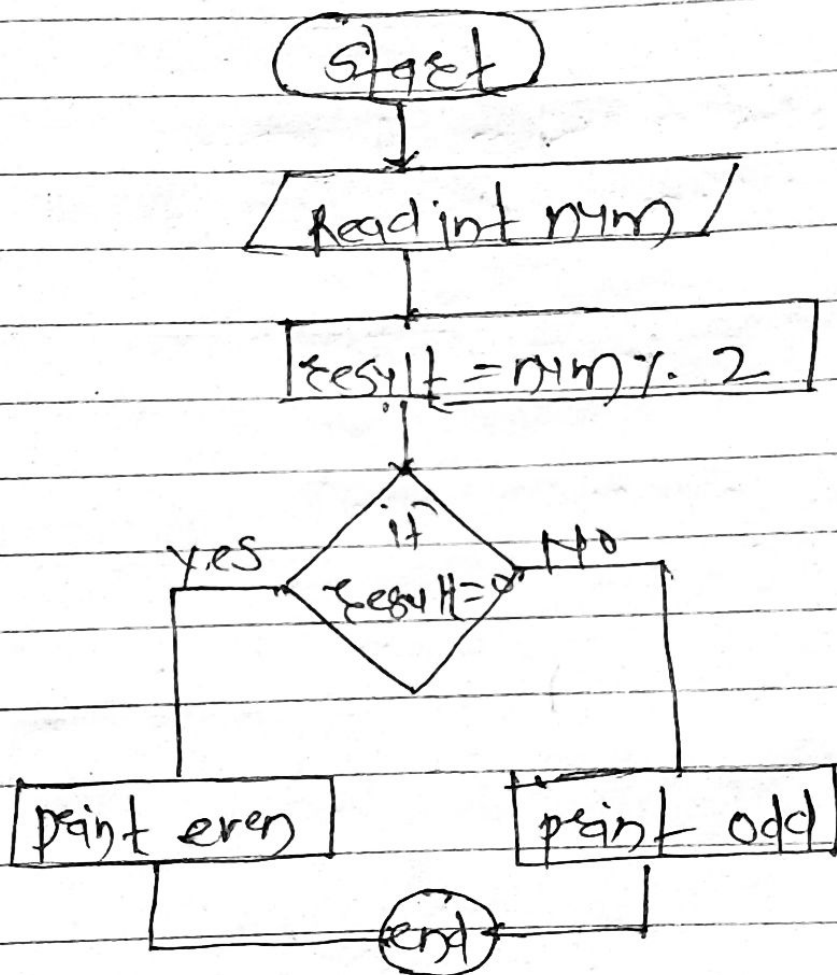 Start
Read int num
result = num % 2
if
result = 0
yes
No
print even
print odd
end